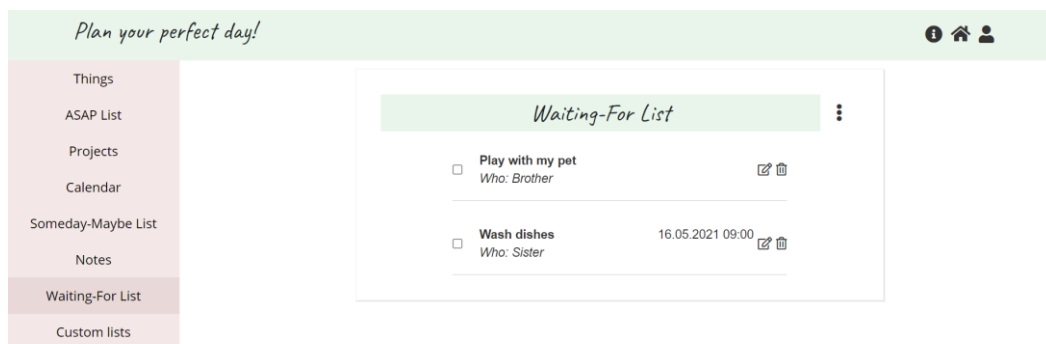 Plan your perfect day!
Things
ASAP List
Projects
Calendar
Someday-Maybe List
Notes
Waiting-For List
Custom lists
Waiting-For List
Play with my pet
Who: Brother
Wash dishes
16.05.2021 09:00
Who: Sister